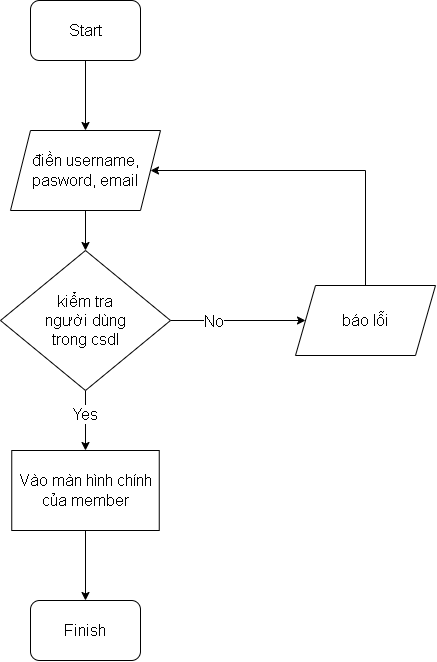 Start
điền username,
pasword, email
kiểm tra
người dùng
trong csdl
No
báo lỗi
Yes
Vào màn hình chính
của member
Finish